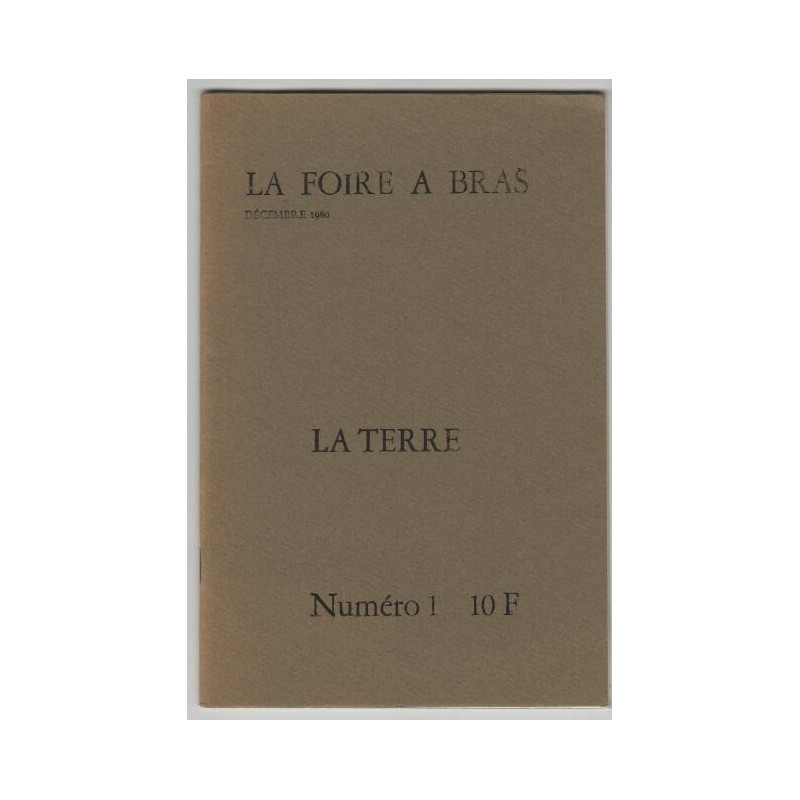 LA FOIRE A BRAS
DÉCEMBRE 1980
LA TERRE
Numéro 1 10 F